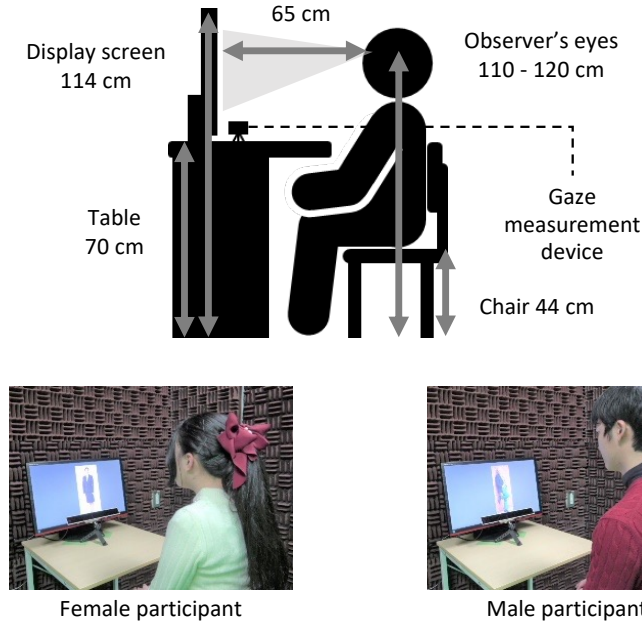 65 cm
Display screen
114 cm
Observer’s eyes
110 - 120 cm
Table
70 cm
Gaze
measurement
device
Chair 44 cm
Female participant
Male participant